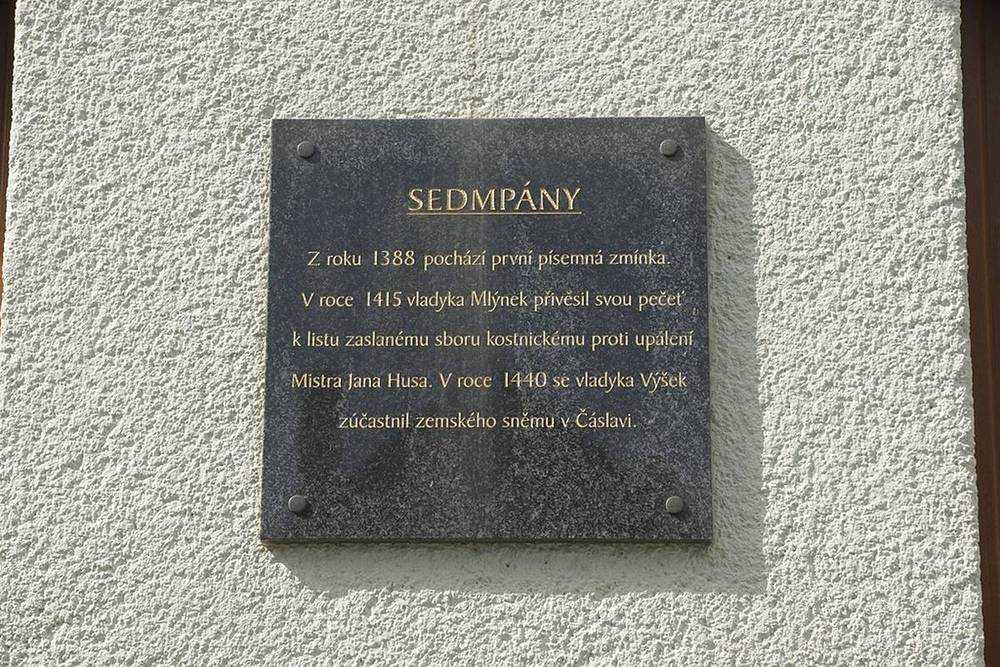 SEDMPÁNY
Z roku 1388 pochází první písemná zmínka.
V roce 1415 vladyka Mlýnek přivěsil svou pečeť
k listu zaslanému sboru kostnickému proti upálení
Mistra Jana Husa. V roce 1440 se vladyka Výšek
zúčastnil zemského sněmu v Čáslavi.